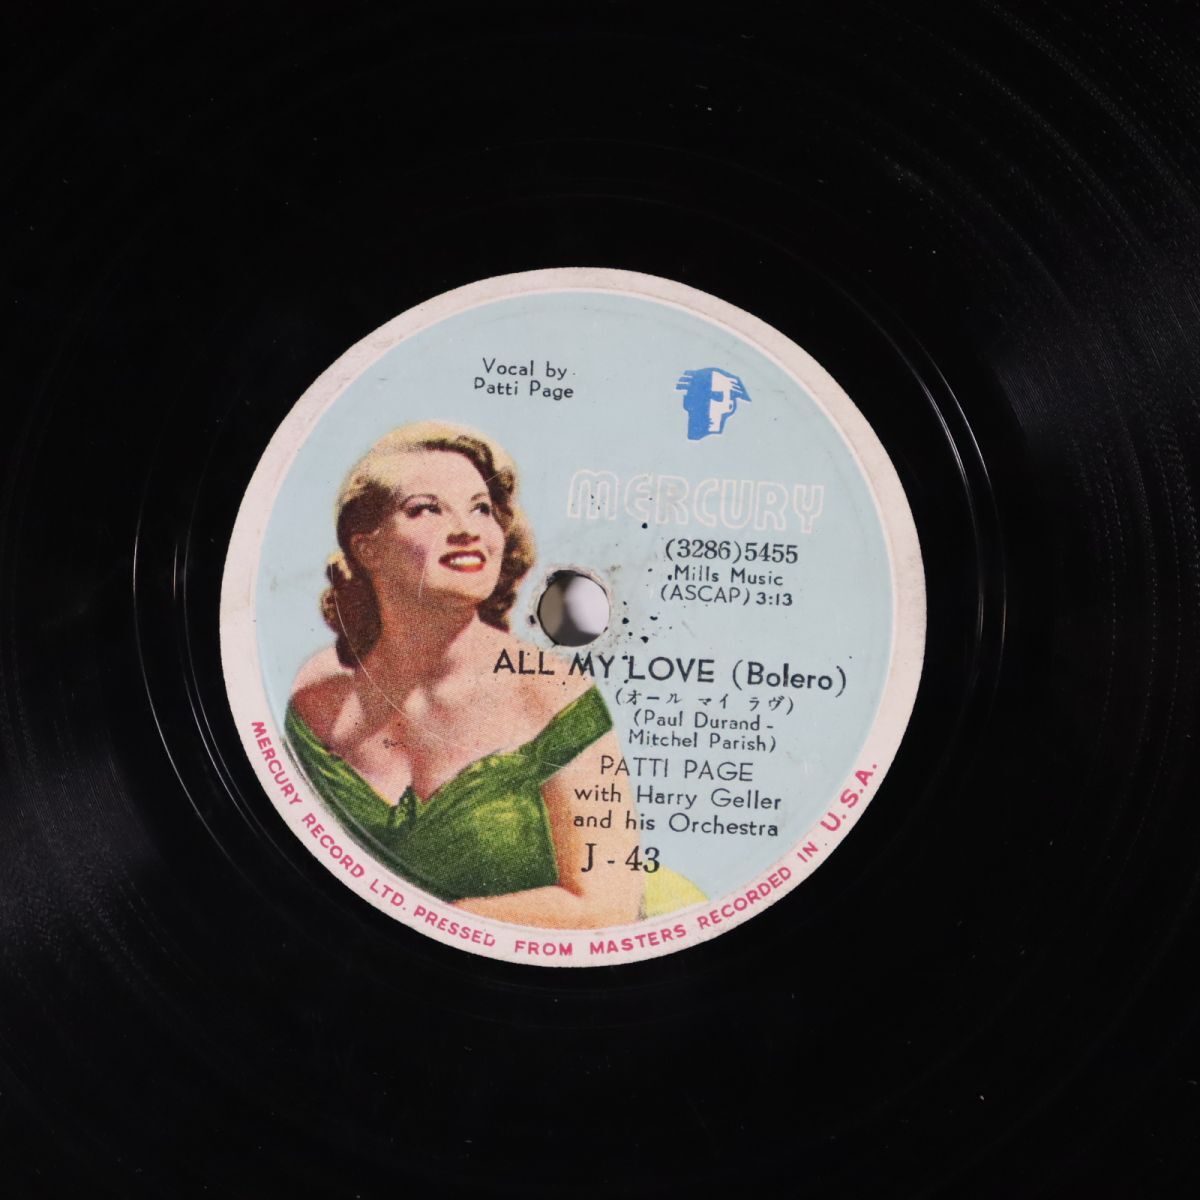 Vocal by
Patti Page
MERCURY
(3286)5455
Mills Music
(ASCAP) 3:13
ALL MY LOVE (Bolero)
(オール マイ ラヴ)
(Paul Durand -
Mitchel Parish)
PATTI PAGE
with Harry Geller
and his Orchestra
J - 43
MERCURY RECORD LTD. PRESSED FROM MASTERS RECORDED IN U.S.A.